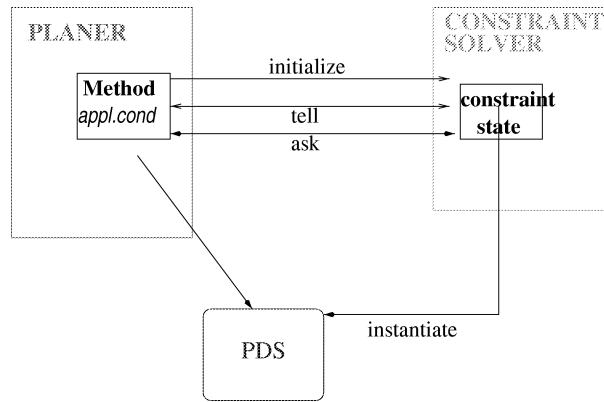 PLANER
CONSTRAINT
SOLVER
Method
appl.cond
initialize
tell
ask
constraint
state
instantiate
PDS